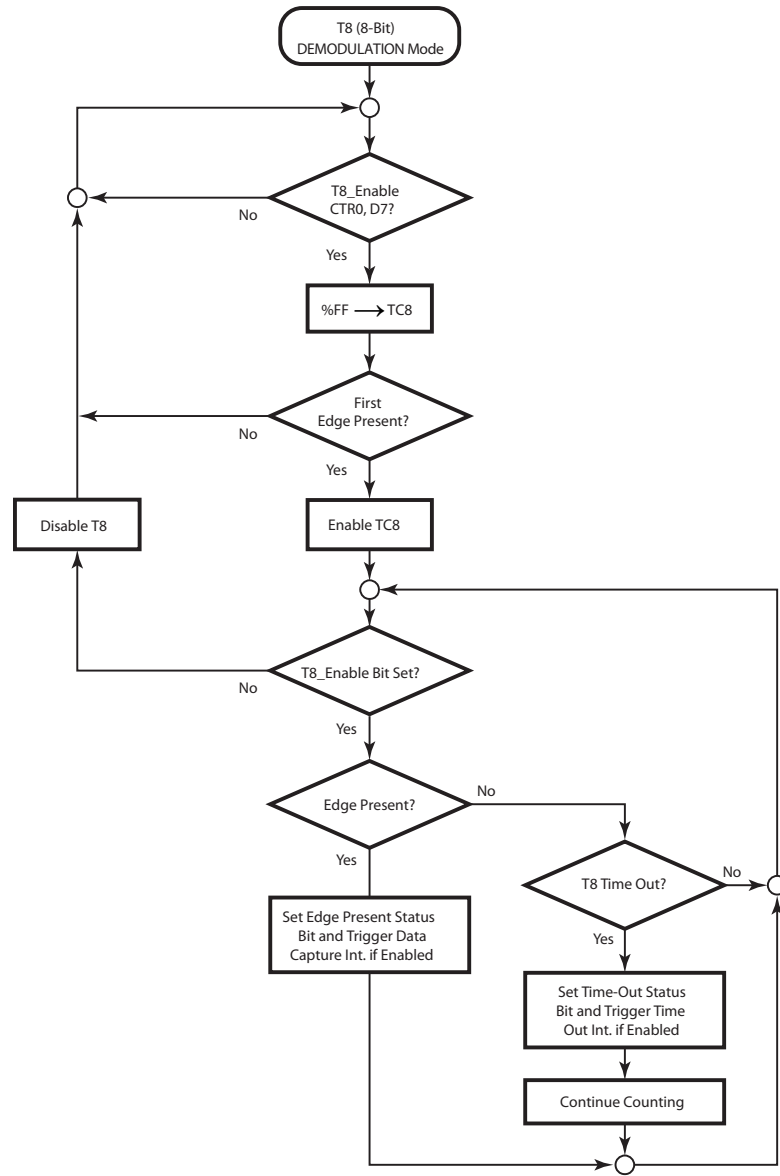 T8 (8-Bit)
DEMODULATION Mode
T8_Enable
CTR0, D7?
No
Yes
%FF → TC8
First
Edge Present?
No
Yes
Disable T8
Enable TC8
T8_Enable Bit Set?
No
Yes
Edge Present?
No
Yes
T8 Time Out?
No
Yes
Set Edge Present Status
Bit and Trigger Data
Capture Int. if Enabled
Set Time-Out Status
Bit and Trigger Time
Out Int. if Enabled
Continue Counting